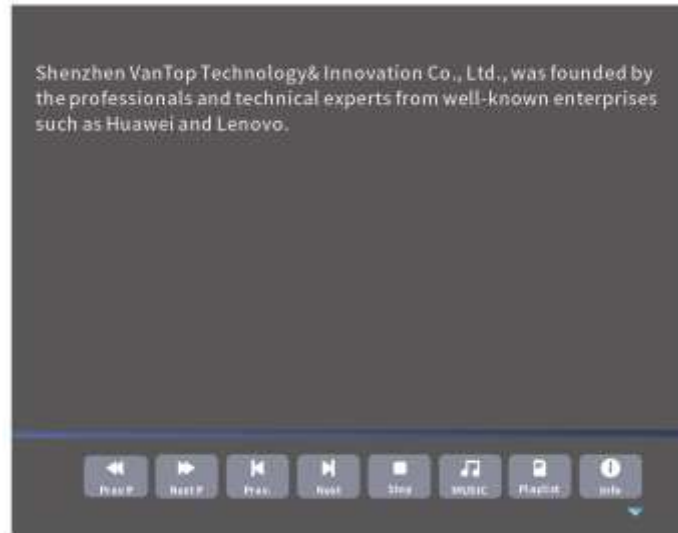 Shenzhen VanTop Technology& Innovation Co., Ltd., was founded by
the professionals and technical experts from well-known enterprises
such as Huawei and Lenovo.
Prev P Next P Prev. Next Stop MUSIC Playlist Info